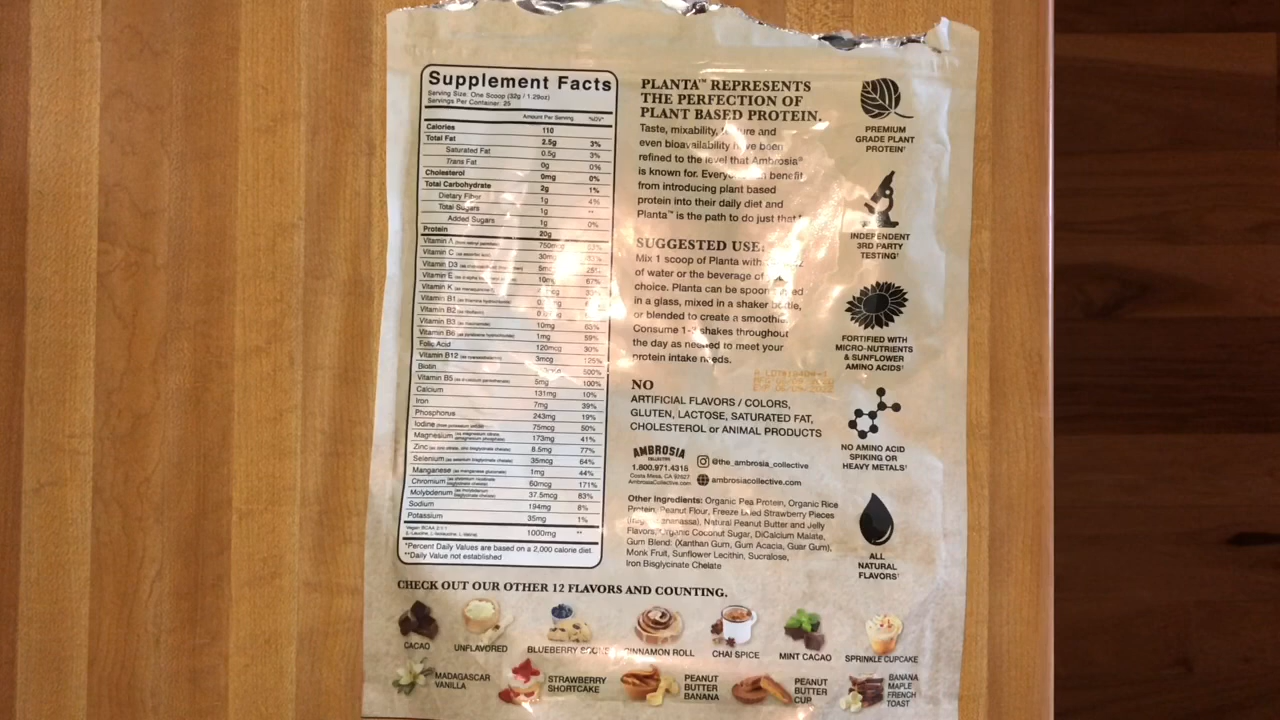 Supplement Facts
Serving Size: One Scoop (32g / 1.29oz)
Servings Per Container: 25
Amount Per Serving %DV*
Calories 110
Total Fat 2.5g 3%
Saturated Fat 0.5g 3%
Trans Fat 0g 0%
Cholesterol 0mg 0%
Total Carbohydrate 2g 1%
Dietary Fiber 1g 4%
Total Sugars 1g **
Added Sugars 1g 0%
Protein 20g
Vitamin A
Vitamin C 30mg
Vitamin D3
Vitamin E 67%
Vitamin K
Vitamin B1
Vitamin B2
Vitamin B3 10mg 63%
Vitamin B6 1mg 59%
Folic Acid 120mcg 30%
Vitamin B12 3mcg 125%
Biotin 500%
Vitamin B5 5mg 100%
Calcium 131mg 10%
Iron 7mg 39%
Phosphorus 243mg 19%
Iodine 75mcg 50%
Magnesium 173mg 41%
Zinc 8.5mg 77%
Selenium 35mcg 64%
Manganese 1mg 44%
Chromium 60mcg 171%
Molybdenum 37.5mcg 83%
Sodium 194mg 8%
Potassium 35mg 1%
Vegan BCAA 2:1:1
1000mg **
*Percent Daily Values are based on a 2,000 calorie diet.
**Daily Value not established
PLANTA™ REPRESENTS
THE PERFECTION OF
PLANT BASED PROTEIN.
Taste, mixability, and
even bioavailability been
refined to the level that Ambrosia®
is known for. benefit
from introducing plant based
protein into their daily diet and
Planta™ is the path to do just that
SUGGESTED USE:
Mix 1 scoop of Planta with
of water or the beverage of
choice. Planta can be
in a glass, mixed in a shaker bottle,
or blended to create a smoothie.
Consume shakes throughout
the day as needed to meet your
protein intake needs.
NO
ARTIFICIAL FLAVORS / COLORS,
GLUTEN, LACTOSE, SATURATED FAT,
CHOLESTEROL or ANIMAL PRODUCTS
AMBROSIA
COLLECTIVE
1.800.971.4318
Costa Mesa, CA 92627
AmbrosiaCollective.com
@the_ambrosia_collective
ambrosiacollective.com
Other Ingredients: Organic Pea Protein, Organic Rice
Protein, Peanut Flour, Freeze Dried Strawberry Pieces
Natural Peanut Butter and Jelly
Flavors, Organic Coconut Sugar, DiCalcium Malate,
Gum Blend: (Xanthan Gum, Gum Acacia, Guar Gum),
Monk Fruit, Sunflower Lecithin, Sucralose,
Iron Bisglycinate Chelate
PREMIUM
GRADE PLANT
PROTEIN†
INDEPENDENT
3RD PARTY
TESTING†
FORTIFIED WITH
MICRO-NUTRIENTS
& SUNFLOWER
AMINO ACIDS†
NO AMINO ACID
SPIKING OR
HEAVY METALS†
ALL
NATURAL
FLAVORS†
CHECK OUT OUR OTHER 12 FLAVORS AND COUNTING.
CACAO
UNFLAVORED
BLUEBERRY
CINNAMON ROLL
CHAI SPICE
MINT CACAO
SPRINKLE CUPCAKE
MADAGASCAR
VANILLA
STRAWBERRY
SHORTCAKE
PEANUT
BUTTER
BANANA
PEANUT
BUTTER
CUP
BANANA
MAPLE
FRENCH
TOAST